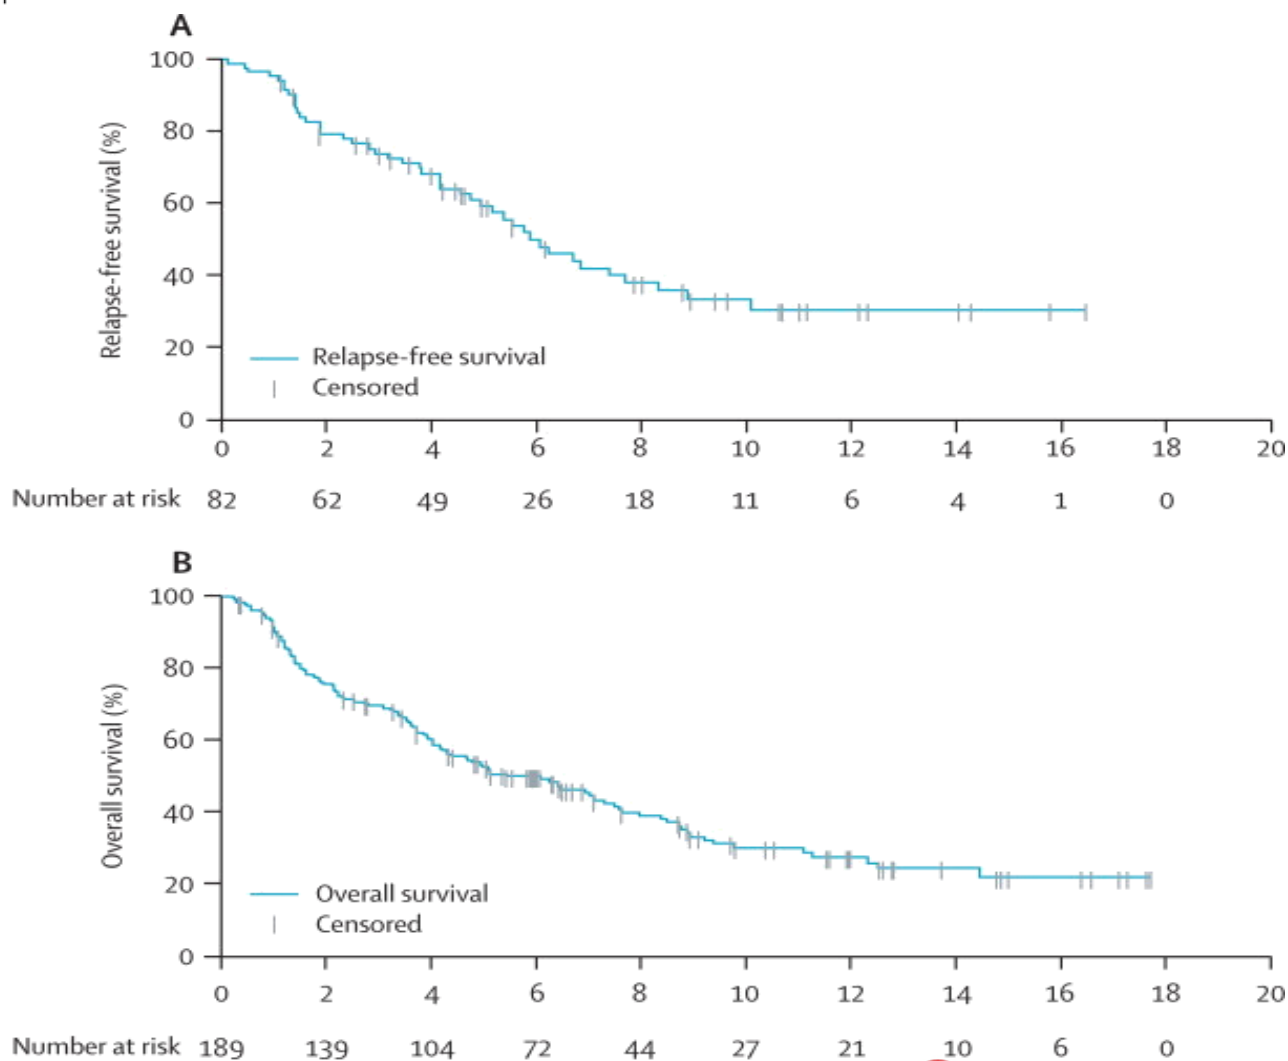 A
100
80
60
40
20
0
Relapse-free survival (%)
Relapse-free survival
Censored
0 2 4 6 8 10 12 14 16 18 20
Number at risk 82 62 49 26 18 11 6 4 1 0
B
100
80
60
40
20
0
Overall survival (%)
Overall survival
Censored
0 2 4 6 8 10 12 14 16 18 20
Number at risk 189 139 104 72 44 27 21 10 6 0